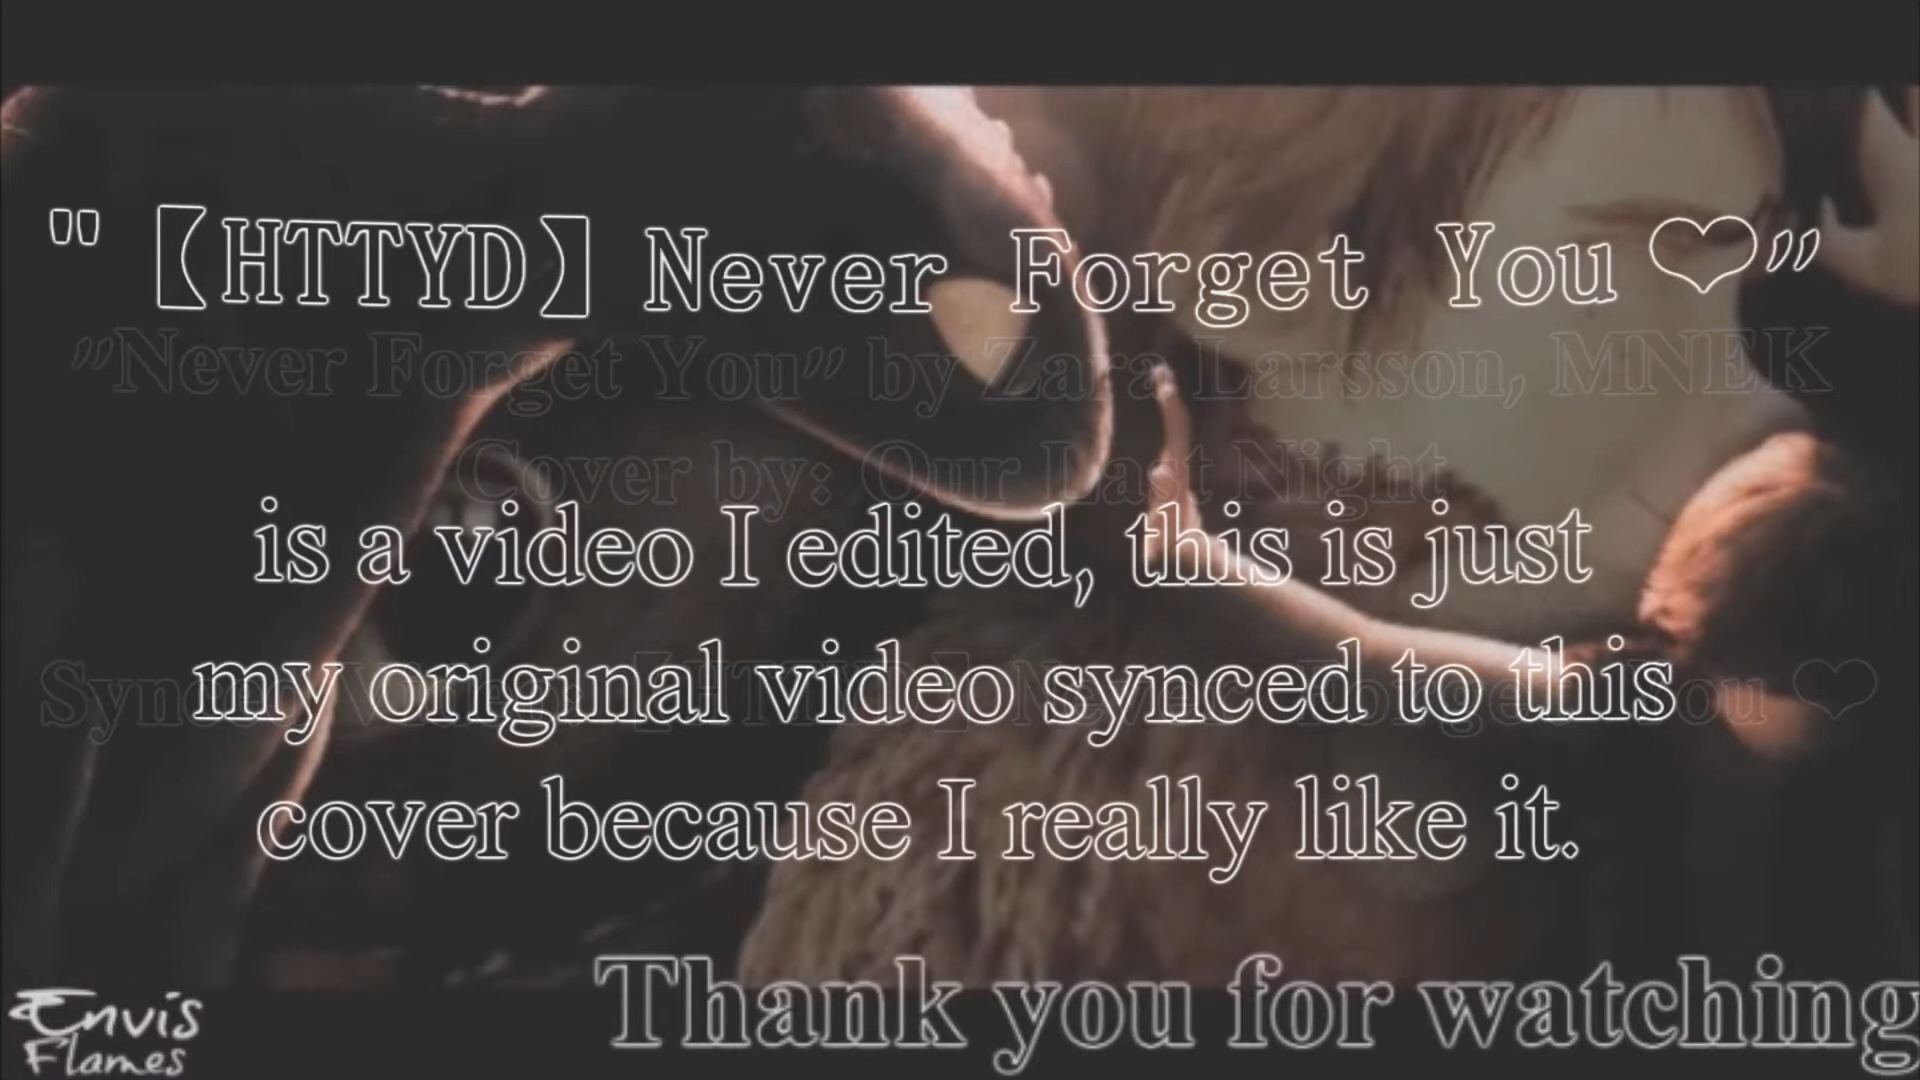 "【HTTYD】Never Forget You ♡"
"Never Forget You" by Zara Larsson, MNEK
Cover by: Our Last Night
is a video I edited, this is just
my original video synced to this
cover because I really like it.
Thank you for watching
Envis
Flames